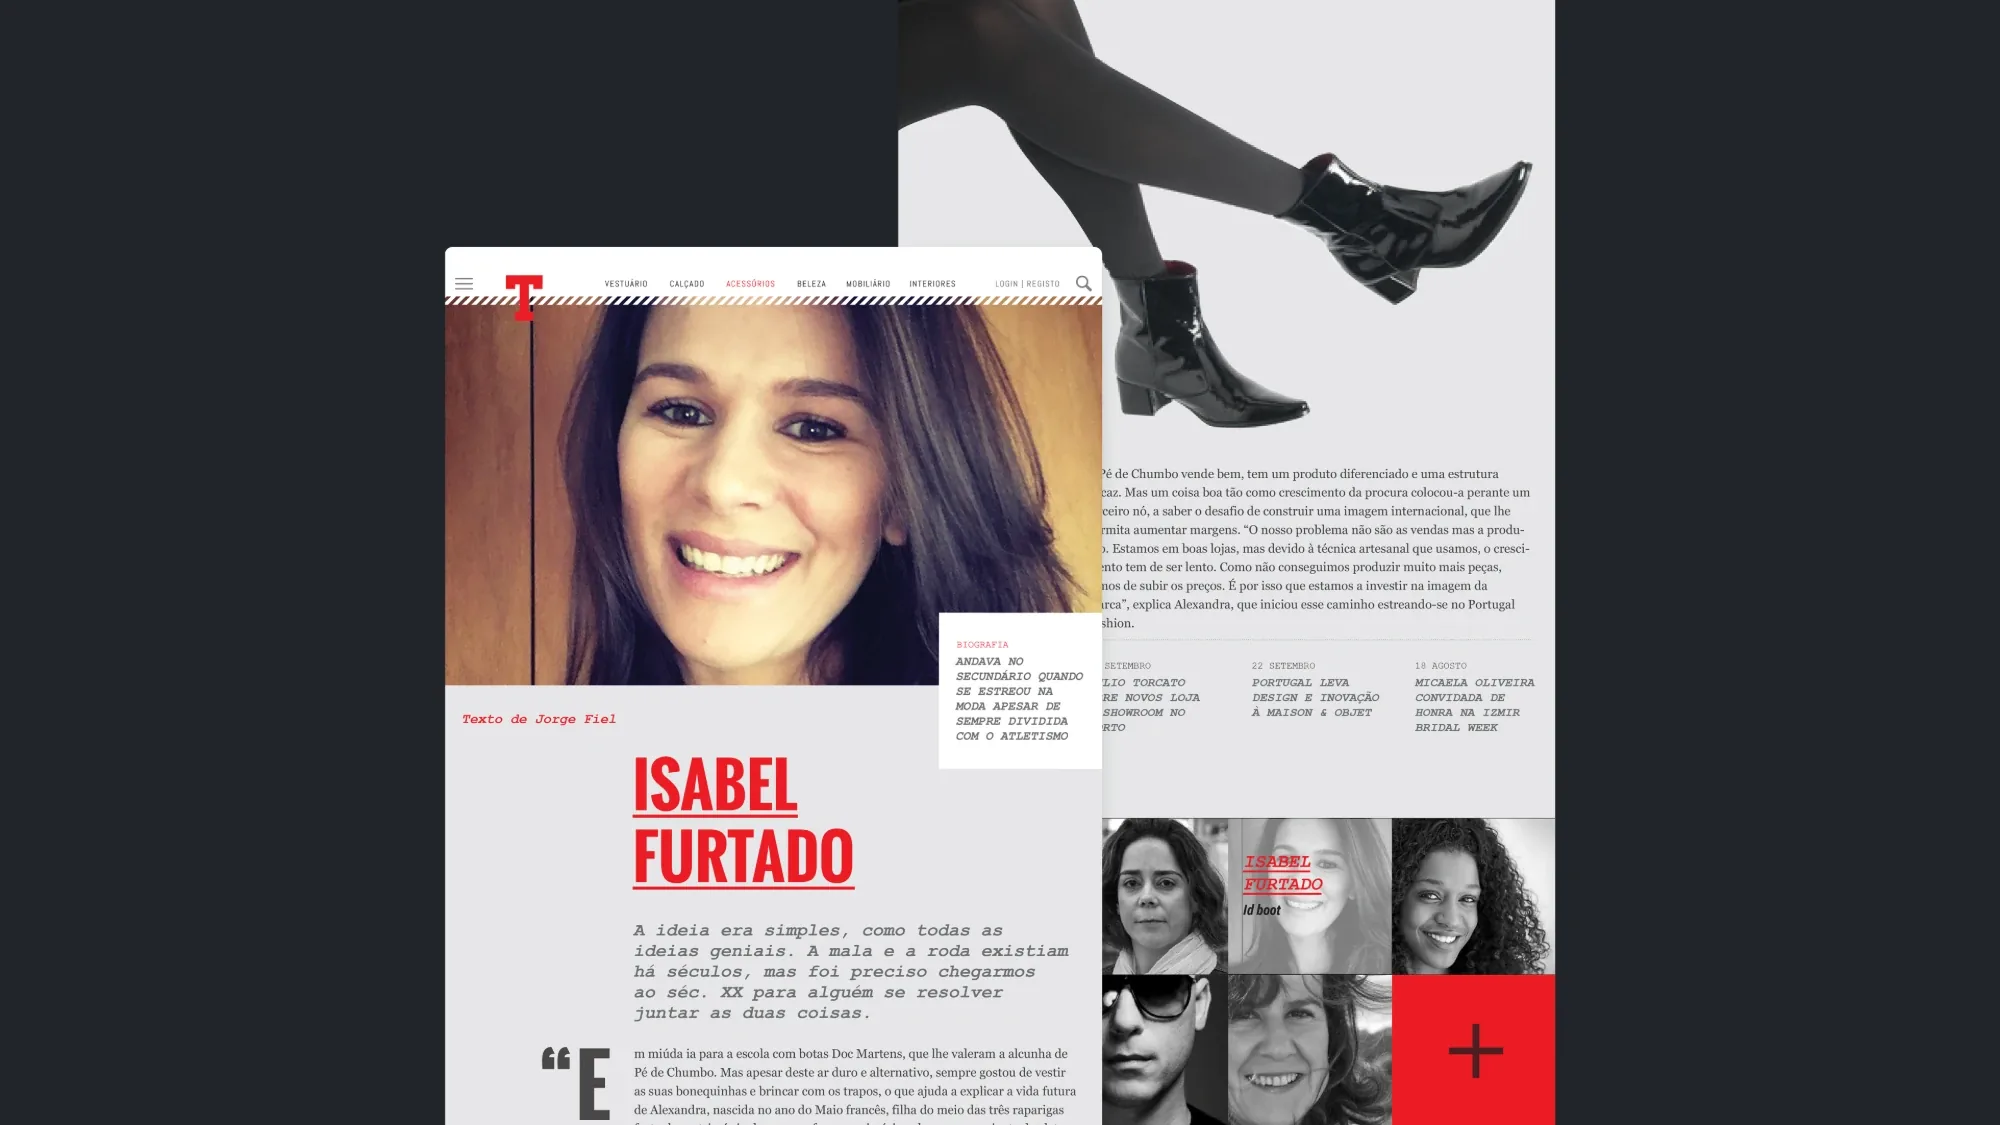 T
VESTUÁRIO
CALÇADO
ACESSÓRIOS
BELEZA
MOBILIÁRIO
INTERIORES
LOGIN | REGISTO
BIOGRAFIA
ANDAVA NO
SECUNDÁRIO QUANDO
SE ESTREOU NA
MODA APESAR DE
SEMPRE DIVIDIDA
COM O ATLETISMO
Texto de Jorge Fiel
ISABEL
FURTADO
A ideia era simples, como todas as
ideias geniais. A mala e a roda existiam
há séculos, mas foi preciso chegarmos
ao séc. XX para alguém se resolver
juntar as duas coisas.
“E
m miúda ia para a escola com botas Doc Martens, que lhe valeram a alcunha de
Pé de Chumbo. Mas apesar deste ar duro e alternativo, sempre gostou de vestir
as suas bonequinhas e brincar com os trapos, o que ajuda a explicar a vida futura
de Alexandra, nascida no ano do Maio francês, filha do meio das três raparigas
Pé de Chumbo vende bem, tem um produto diferenciado e uma estrutura
caz. Mas um coisa boa tão como crescimento da procura colocou-a perante um
ceiro nó, a saber o desafio de construir uma imagem internacional, que lhe
rmita aumentar margens. “O nosso problema não são as vendas mas a produ-
o. Estamos em boas lojas, mas devido à técnica artesanal que usamos, o cresci-
ento tem de ser lento. Como não conseguimos produzir muito mais peças,
mos de subir os preços. É por isso que estamos a investir na imagem da
arca”, explica Alexandra, que iniciou esse caminho estreando-se no Portugal
shion.
SETEMBRO
LIO TORCATO
RE NOVOS LOJA
SHOWROOM NO
RTO
22 SETEMBRO
PORTUGAL LEVA
DESIGN E INOVAÇÃO
À MAISON & OBJET
18 AGOSTO
MICAELA OLIVEIRA
CONVIDADA DE
HONRA NA IZMIR
BRIDAL WEEK
ISABEL
FURTADO
Id boot